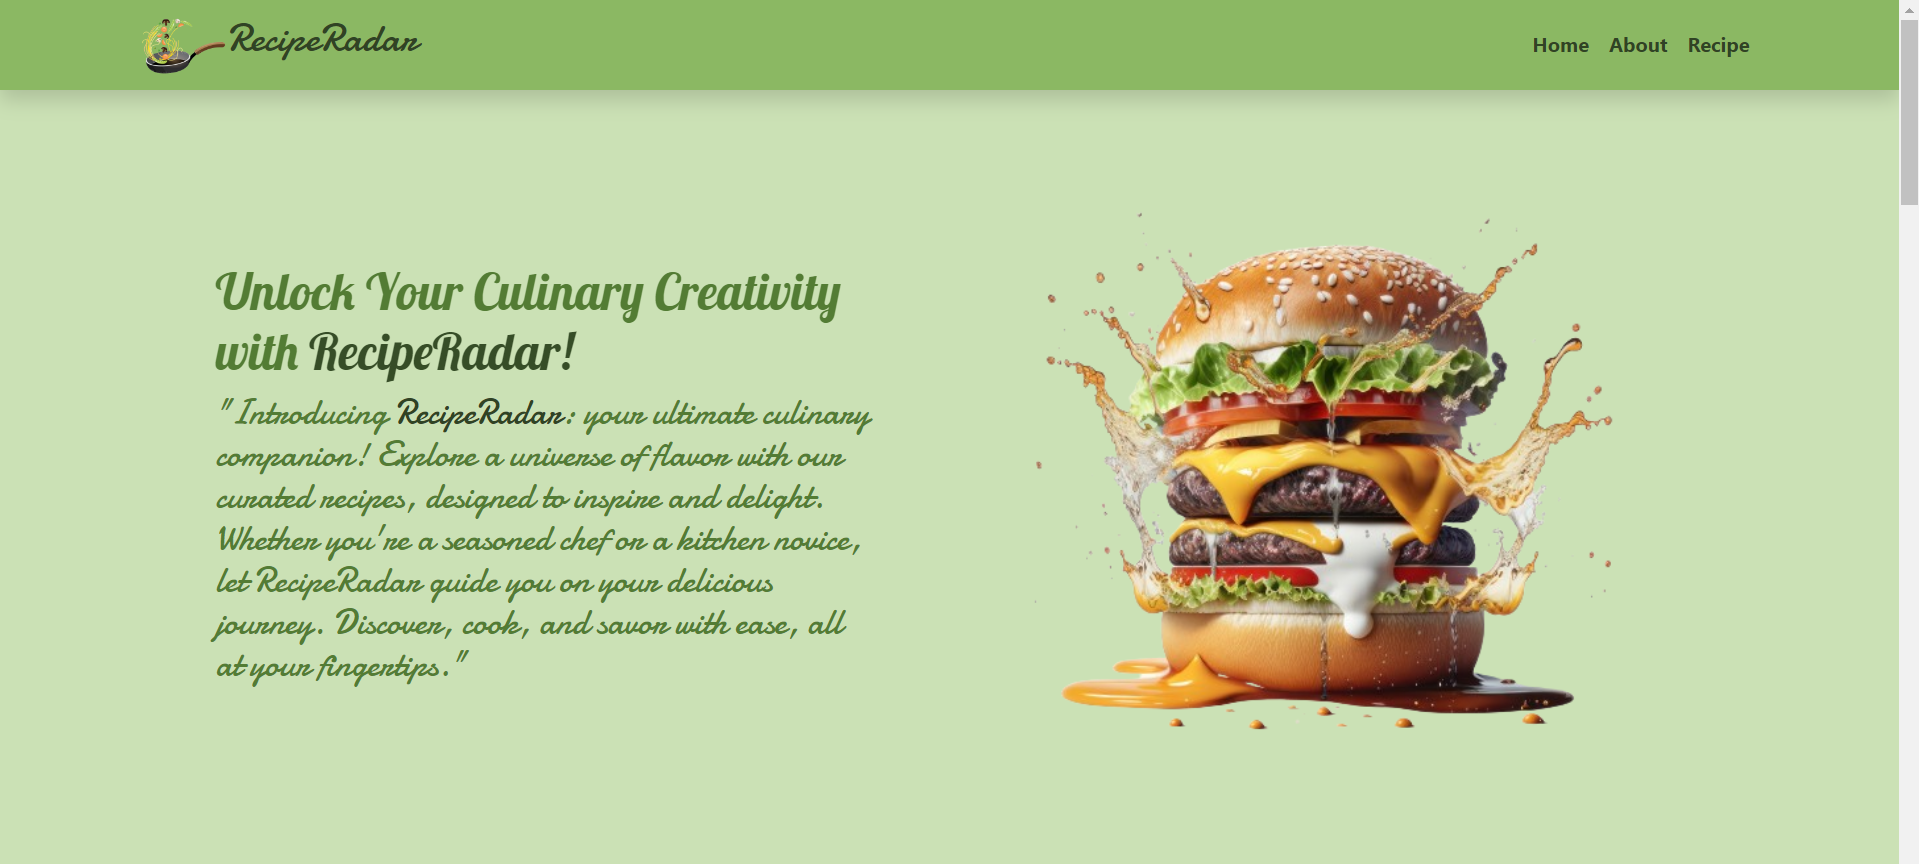 RecipeRadar
Home About Recipe
Unlock Your Culinary Creativity
with RecipeRadar!
" Introducing RecipeRadar: your ultimate culinary
companion! Explore a universe of flavor with our
curated recipes, designed to inspire and delight.
Whether you're a seasoned chef or a kitchen novice,
let RecipeRadar guide you on your delicious
journey. Discover, cook, and savor with ease, all
at your fingertips."